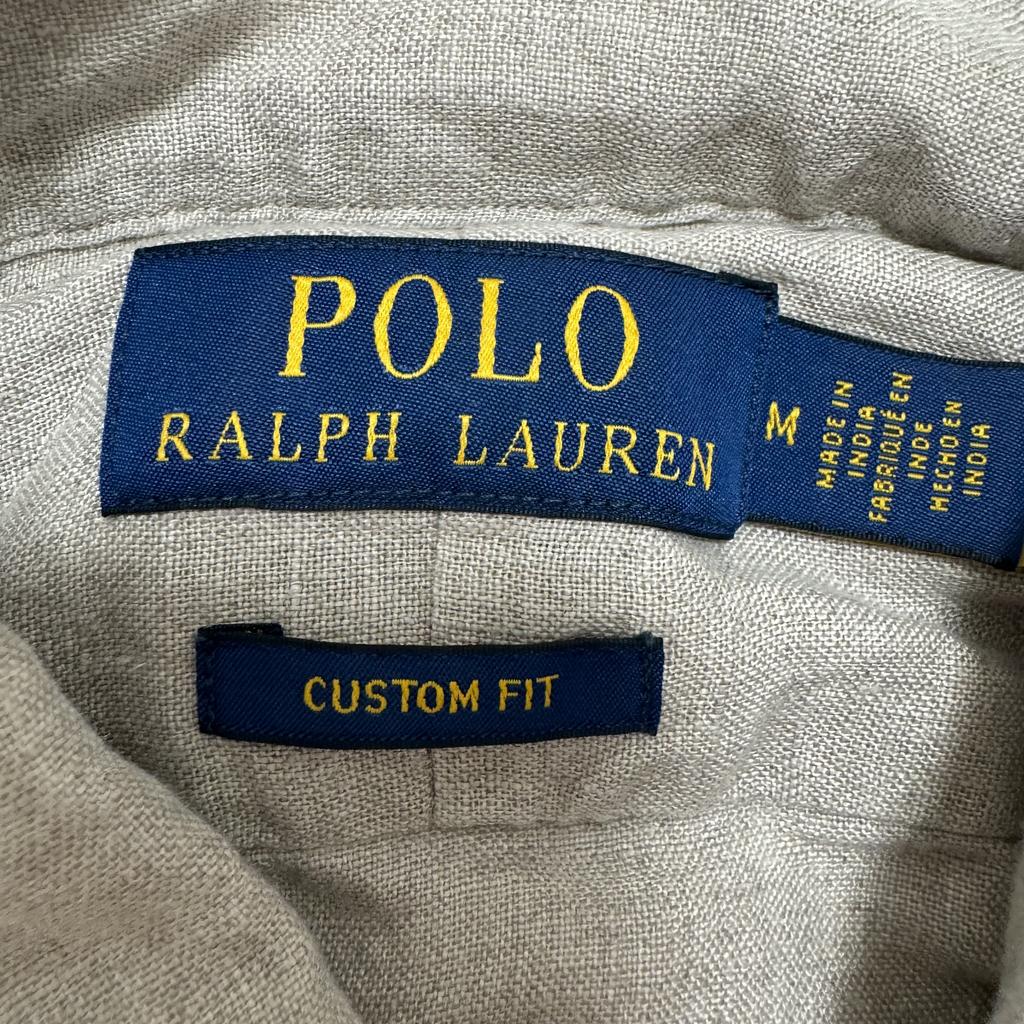 POLO
RALPH LAUREN
M
MADE IN
INDIA
FABRIQUÉ EN
INDE
HECHO EN
INDIA
CUSTOM FIT